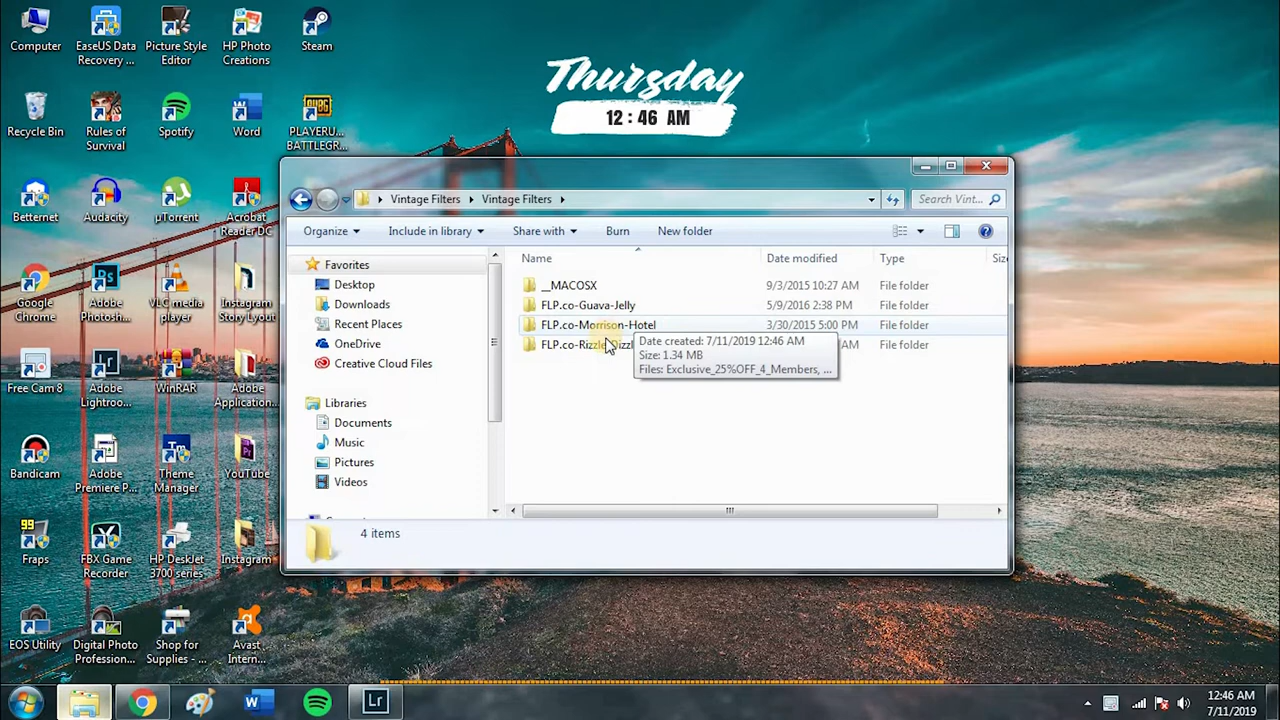 Computer
EaseUS Data
Recovery ...
Picture Style
Editor
HP Photo
Creations
Steam
Recycle Bin
Rules of
Survival
Spotify
Word
PLAYERU...
BATTLEGR...
Betternet
Audacity
µTorrent
Acrobat
Reader DC
Google
Chrome
Adobe
Photosh...
VLC media
player
Instagram
Story Lyout
Free Cam 8
Adobe
Lightroo...
WinRAR
Adobe
Application...
Bandicam
Adobe
Premiere P...
Theme
Manager
YouTube
Fraps
FBX Game
Recorder
HP DeskJet
3700 series
Instagram
EOS Utility
Digital Photo
Profession...
Shop for
Supplies - ...
Avast
Intern...
Thursday
12 : 46 AM
Vintage Filters
Vintage Filters
Search Vint...
Organize
Include in library
Share with
Burn
New folder
Favorites
Desktop
Downloads
Recent Places
OneDrive
Creative Cloud Files
Libraries
Documents
Music
Pictures
Videos
Name
Date modified
Type
__MACOSX
9/3/2015 10:27 AM
File folder
FLP.co-Guava-Jelly
5/9/2016 2:38 PM
File folder
FLP.co-Morrison-Hotel
3/30/2015 5:00 PM
File folder
File folder
Date created: 7/11/2019 12:46 AM
Size: 1.34 MB
Files: Exclusive_25%OFF_4_Members, ...
4 items
12:46 AM
7/11/2019